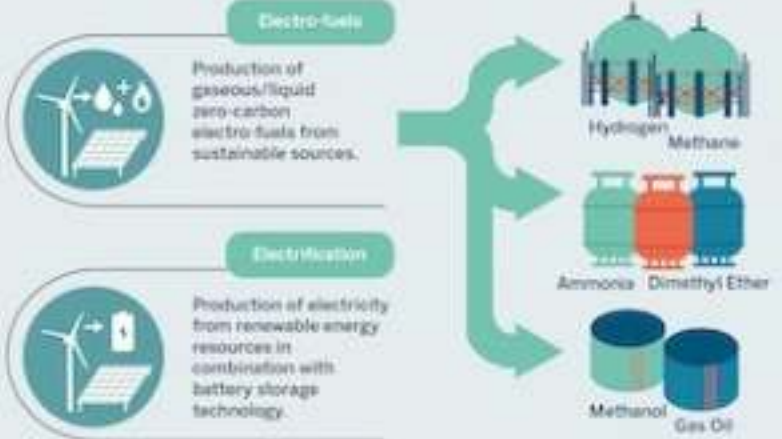 Electro-fuels
Production of
gaseous/liquid
zero-carbon
electro-fuels from
sustainable sources.
Hydrogen
Methane
Ammonia
Dimethyl Ether
Electrification
Production of electricity
from renewable energy
resources in
combination with
battery storage
technology.
Methanol
Gas Oil